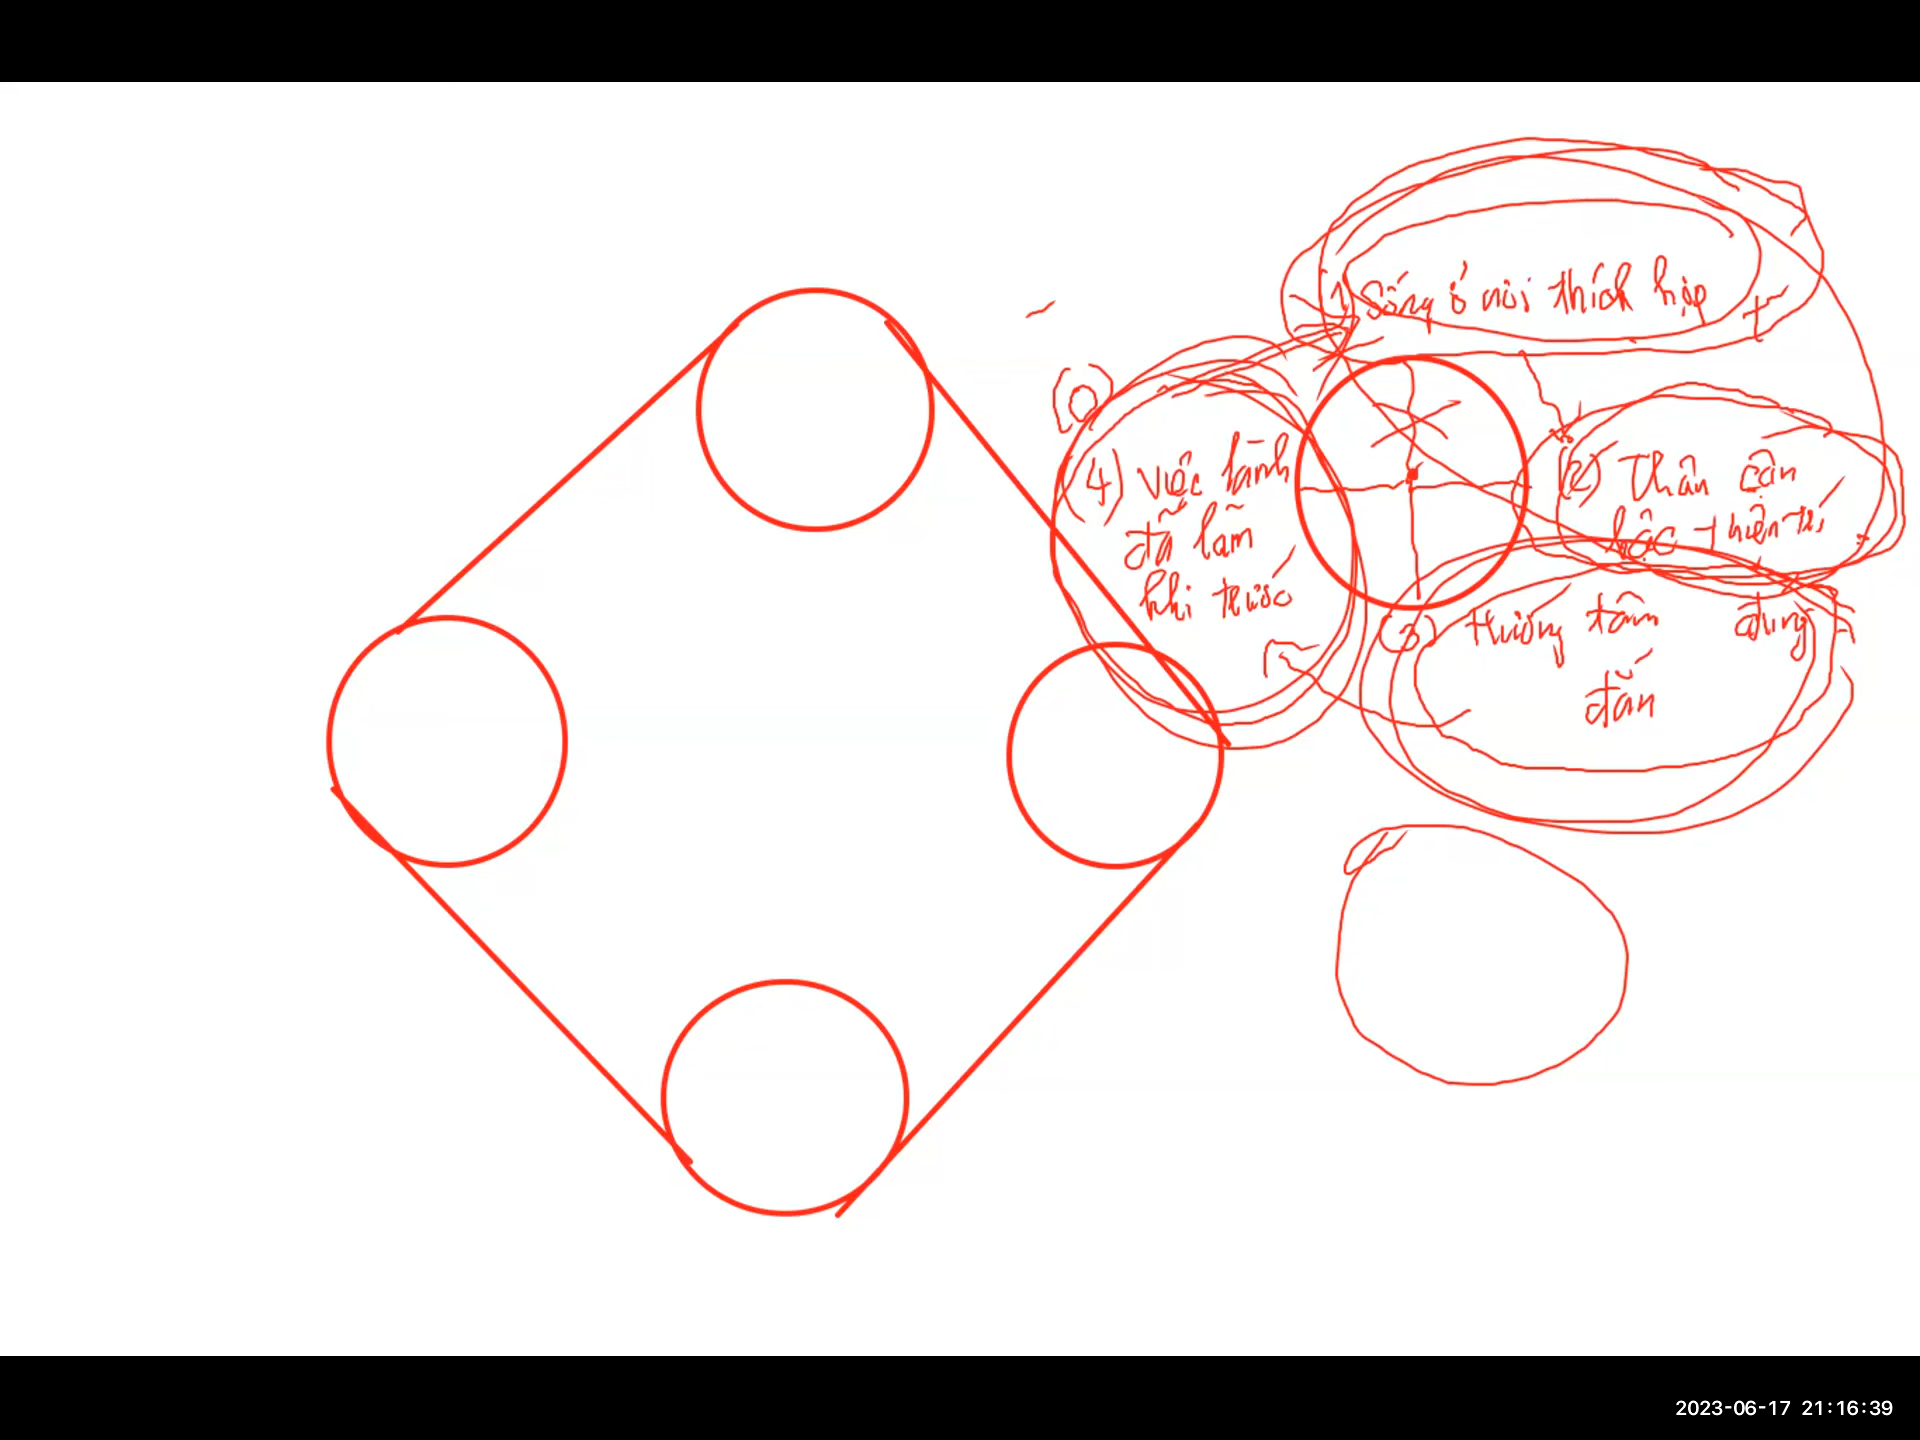 1) Sống ở nơi thích hợp
(2) Thân cận
bậc thiện trí
(3) Hướng tâm đúng
đắn
4) việc lành
đã làm
khi trước
2023-06-17 21:16:39